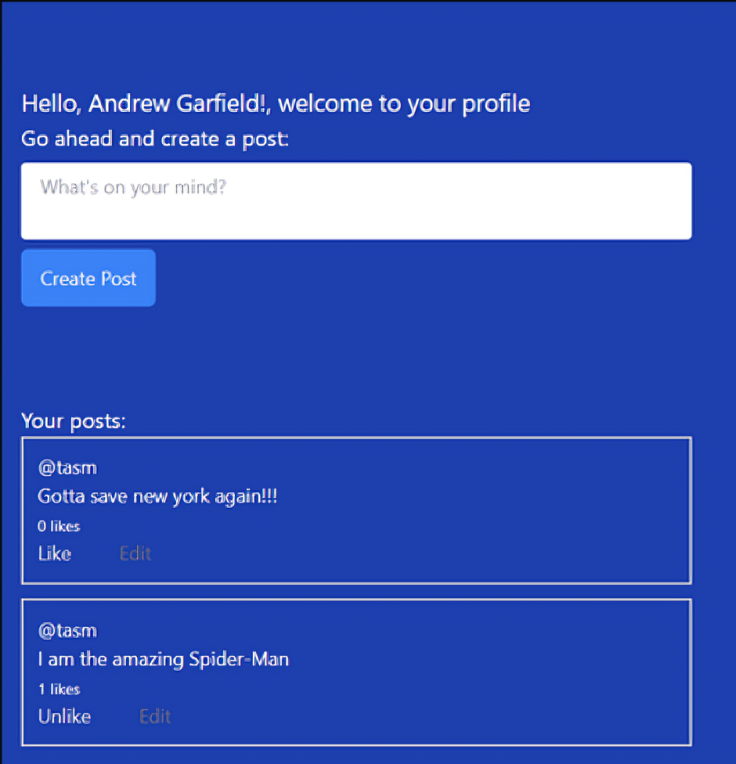 Hello, Andrew Garfield!, welcome to your profile
Go ahead and create a post:
What's on your mind?
Create Post
Your posts:
@tasm
Gotta save new york again!!!
0 likes
Like Edit
@tasm
I am the amazing Spider-Man
1 likes
Unlike Edit